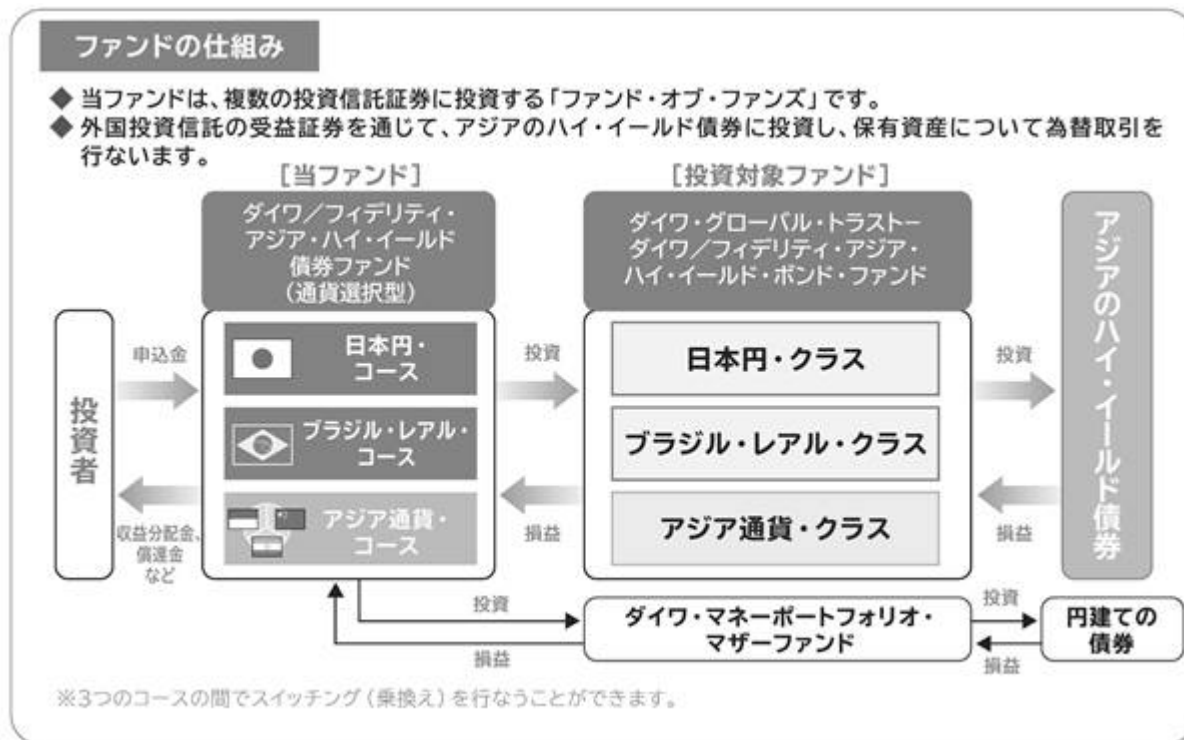 ファンドの仕組み
◆ 当ファンドは、複数の投資信託証券に投資する「ファンド・オブ・ファンズ」です。
◆ 外国投資信託の受益証券を通じて、アジアのハイ・イールド債券に投資し、保有資産について為替取引を
行ないます。
[当ファンド]
ダイワ／フィデリティ・
アジア・ハイ・イールド
債券ファンド
(通貨選択型)
[投資対象ファンド]
ダイワ・グローバル・トラスト－
ダイワ／フィデリティ・アジア・
ハイ・イールド・ボンド・ファンド
投資者
申込金
収益分配金、
償還金
など
日本円・
コース
ブラジル・レアル・
コース
アジア通貨・
コース
投資
損益
日本円・クラス
ブラジル・レアル・クラス
アジア通貨・クラス
投資
損益
アジアのハイ・イールド債券
投資
損益
ダイワ・マネーポートフォリオ・
マザーファンド
投資
損益
円建ての
債券
※3つのコースの間でスイッチング（乗換え）を行なうことができます。